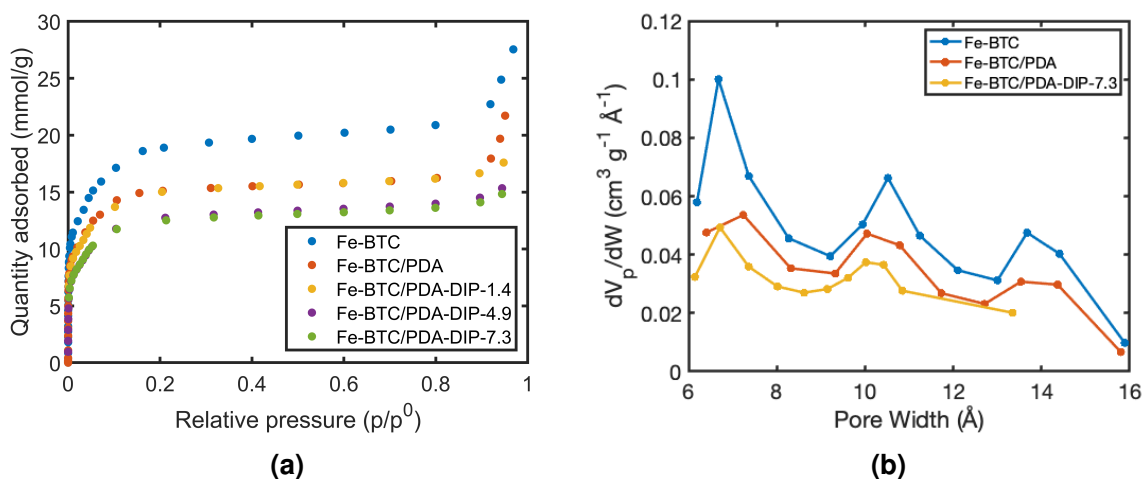 30
25
20
15
10
5
0
Quantity adsorbed (mmol/g)
Fe-BTC
Fe-BTC/PDA
Fe-BTC/PDA-DIP-1.4
Fe-BTC/PDA-DIP-4.9
Fe-BTC/PDA-DIP-7.3
0 0.2 0.4 0.6 0.8 1
Relative pressure (p/p⁰)
(a)
0.12
0.1
0.08
0.06
0.04
0.02
0
dVₚ/dW (cm³ g⁻¹ Å⁻¹)
Fe-BTC
Fe-BTC/PDA
Fe-BTC/PDA-DIP-7.3
6 8 10 12 14 16
Pore Width (Å)
(b)